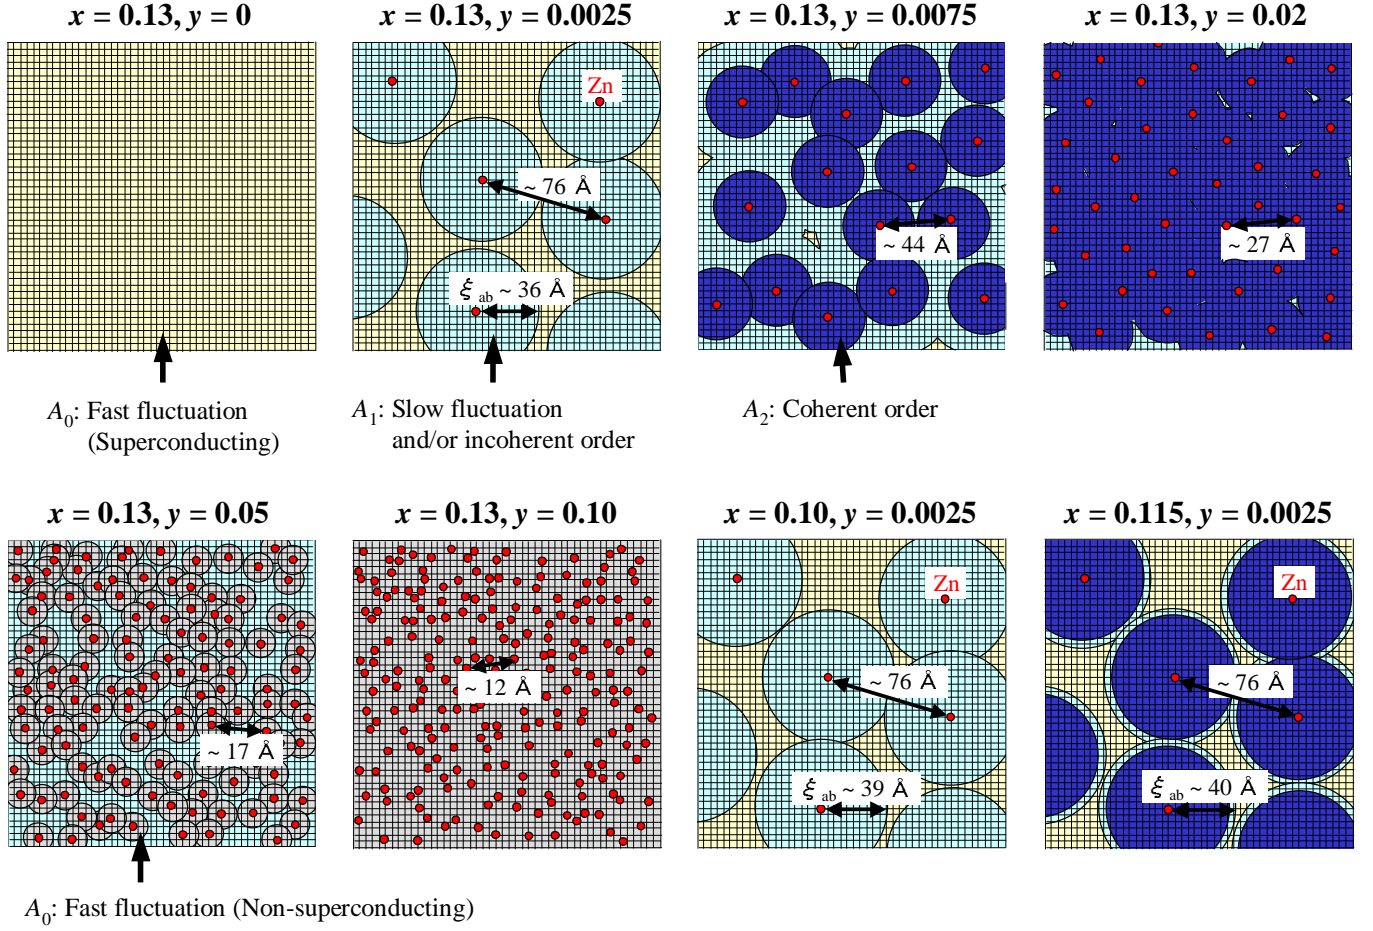 x = 0.13, y = 0
x = 0.13, y = 0.0025
x = 0.13, y = 0.0075
x = 0.13, y = 0.02
Zn
~ 76 Å
ξab ~ 36 Å
~ 44 Å
~ 27 Å
A0: Fast fluctuation
(Superconducting)
A1: Slow fluctuation
and/or incoherent order
A2: Coherent order
x = 0.13, y = 0.05
x = 0.13, y = 0.10
x = 0.10, y = 0.0025
x = 0.115, y = 0.0025
~ 17 Å
~ 12 Å
Zn
~ 76 Å
ξab ~ 39 Å
Zn
~ 76 Å
ξab ~ 40 Å
A0: Fast fluctuation (Non-superconducting)